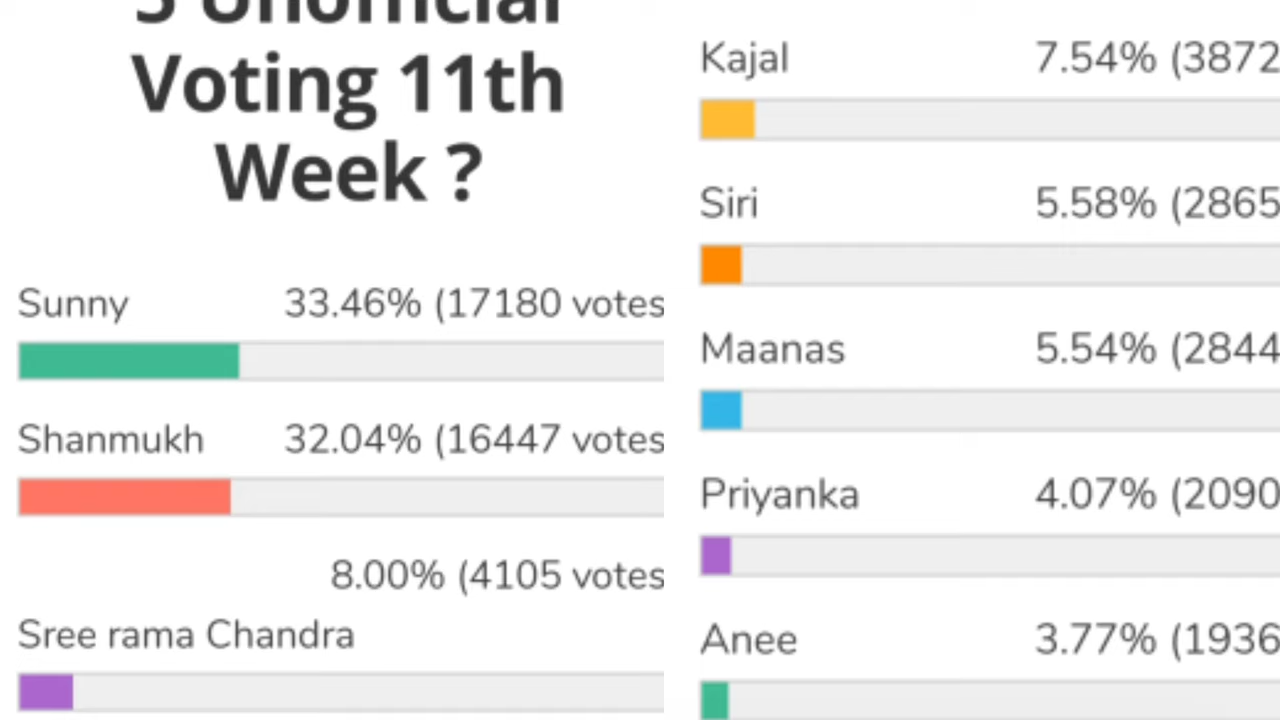 5 Unofficial
Voting 11th
Week ?
Sunny 33.46% (17180 votes
Shanmukh 32.04% (16447 votes
8.00% (4105 votes
Sree rama Chandra
Kajal 7.54% (3872
Siri 5.58% (2865
Maanas 5.54% (2844
Priyanka 4.07% (2090
Anee 3.77% (1936